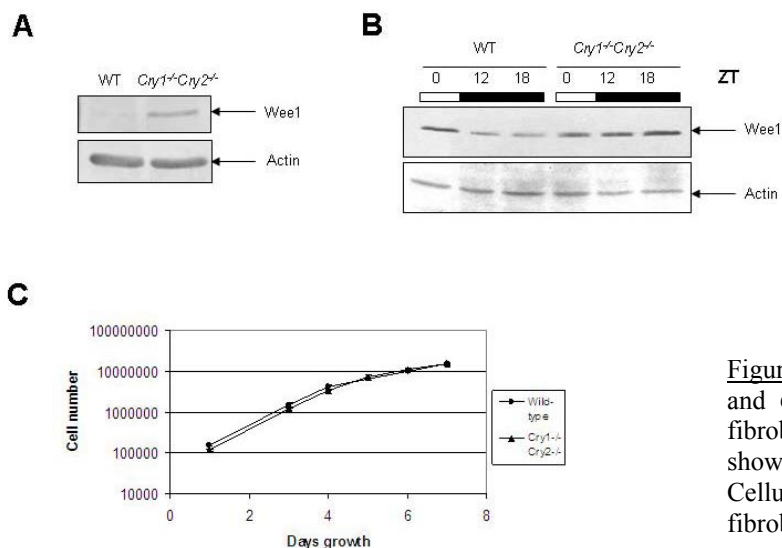 A
B
WT Cry1-/-Cry2-/-
Wee1
Actin
WT Cry1-/-Cry2-/-
0 12 18 0 12 18 ZT
Wee1
Actin
C
100000000
10000000
1000000
100000
10000
Cell number
0 2 4 6 8
Days growth
Wild-
type
Cry1-/-
Cry2-/-
Figur
and
fibrob
show
Cellu
fibrob